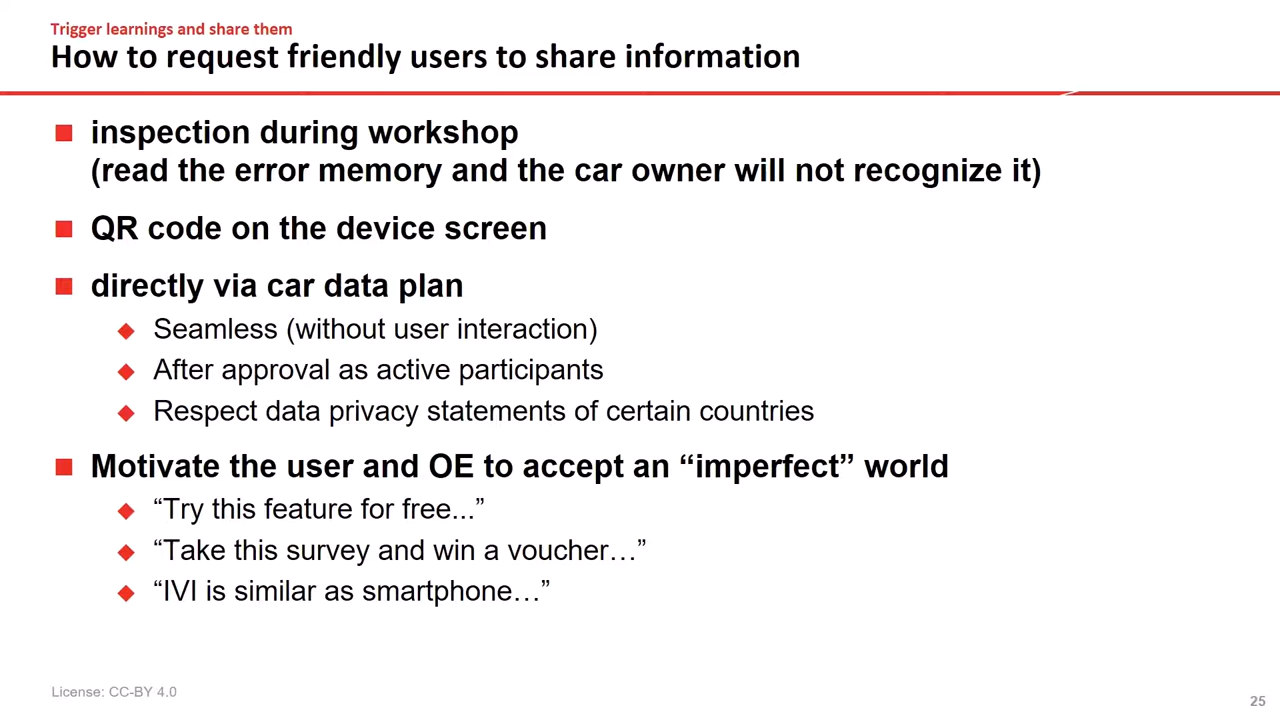 Trigger learnings and share them
How to request friendly users to share information
inspection during workshop
(read the error memory and the car owner will not recognize it)
QR code on the device screen
directly via car data plan
Seamless (without user interaction)
After approval as active participants
Respect data privacy statements of certain countries
Motivate the user and OE to accept an “imperfect” world
“Try this feature for free...”
“Take this survey and win a voucher…”
“IVI is similar as smartphone…”
License: CC-BY 4.0
25